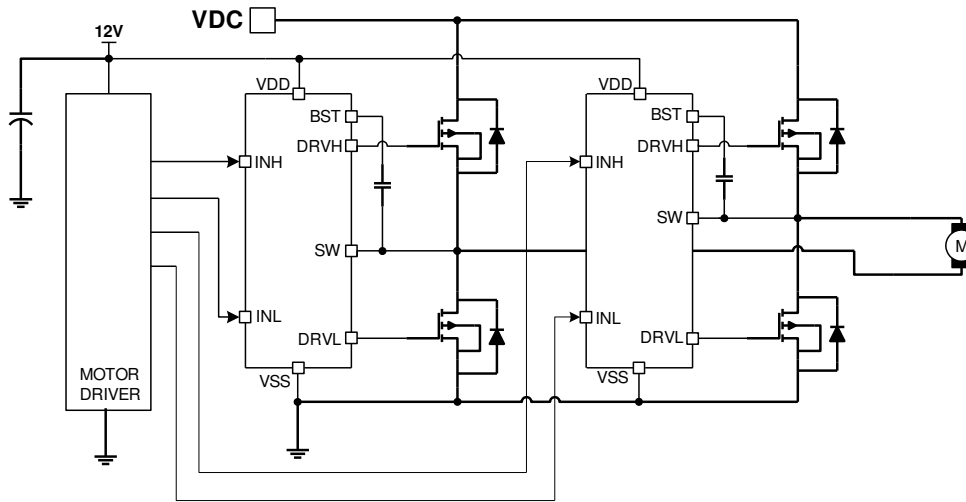 VDC
12V
VDD
VDD
BST
BST
DRVH
DRVH
INH
INH
SW
SW
M
INL
INL
DRVL
DRVL
MOTOR
DRIVER
VSS
VSS